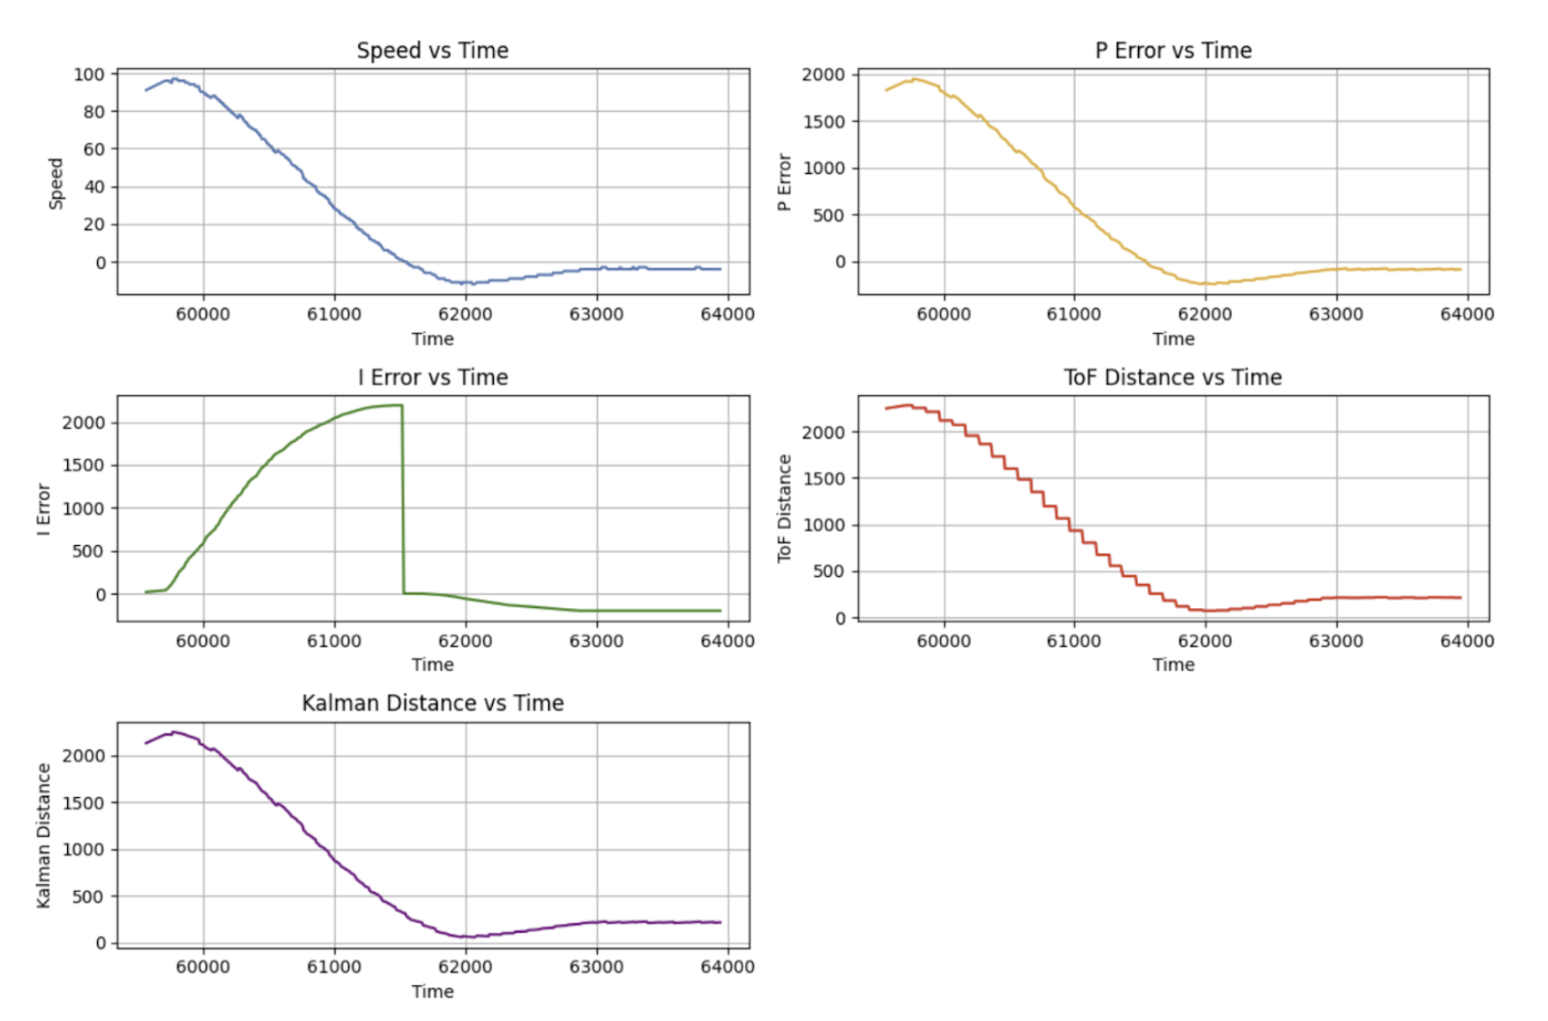 Speed vs Time
100
80
60
40
20
0
Speed
60000 61000 62000 63000 64000
Time
P Error vs Time
2000
1500
1000
500
0
P Error
60000 61000 62000 63000 64000
Time
I Error vs Time
2000
1500
1000
500
0
I Error
60000 61000 62000 63000 64000
Time
ToF Distance vs Time
2000
1500
1000
500
0
ToF Distance
60000 61000 62000 63000 64000
Time
Kalman Distance vs Time
2000
1500
1000
500
0
Kalman Distance
60000 61000 62000 63000 64000
Time